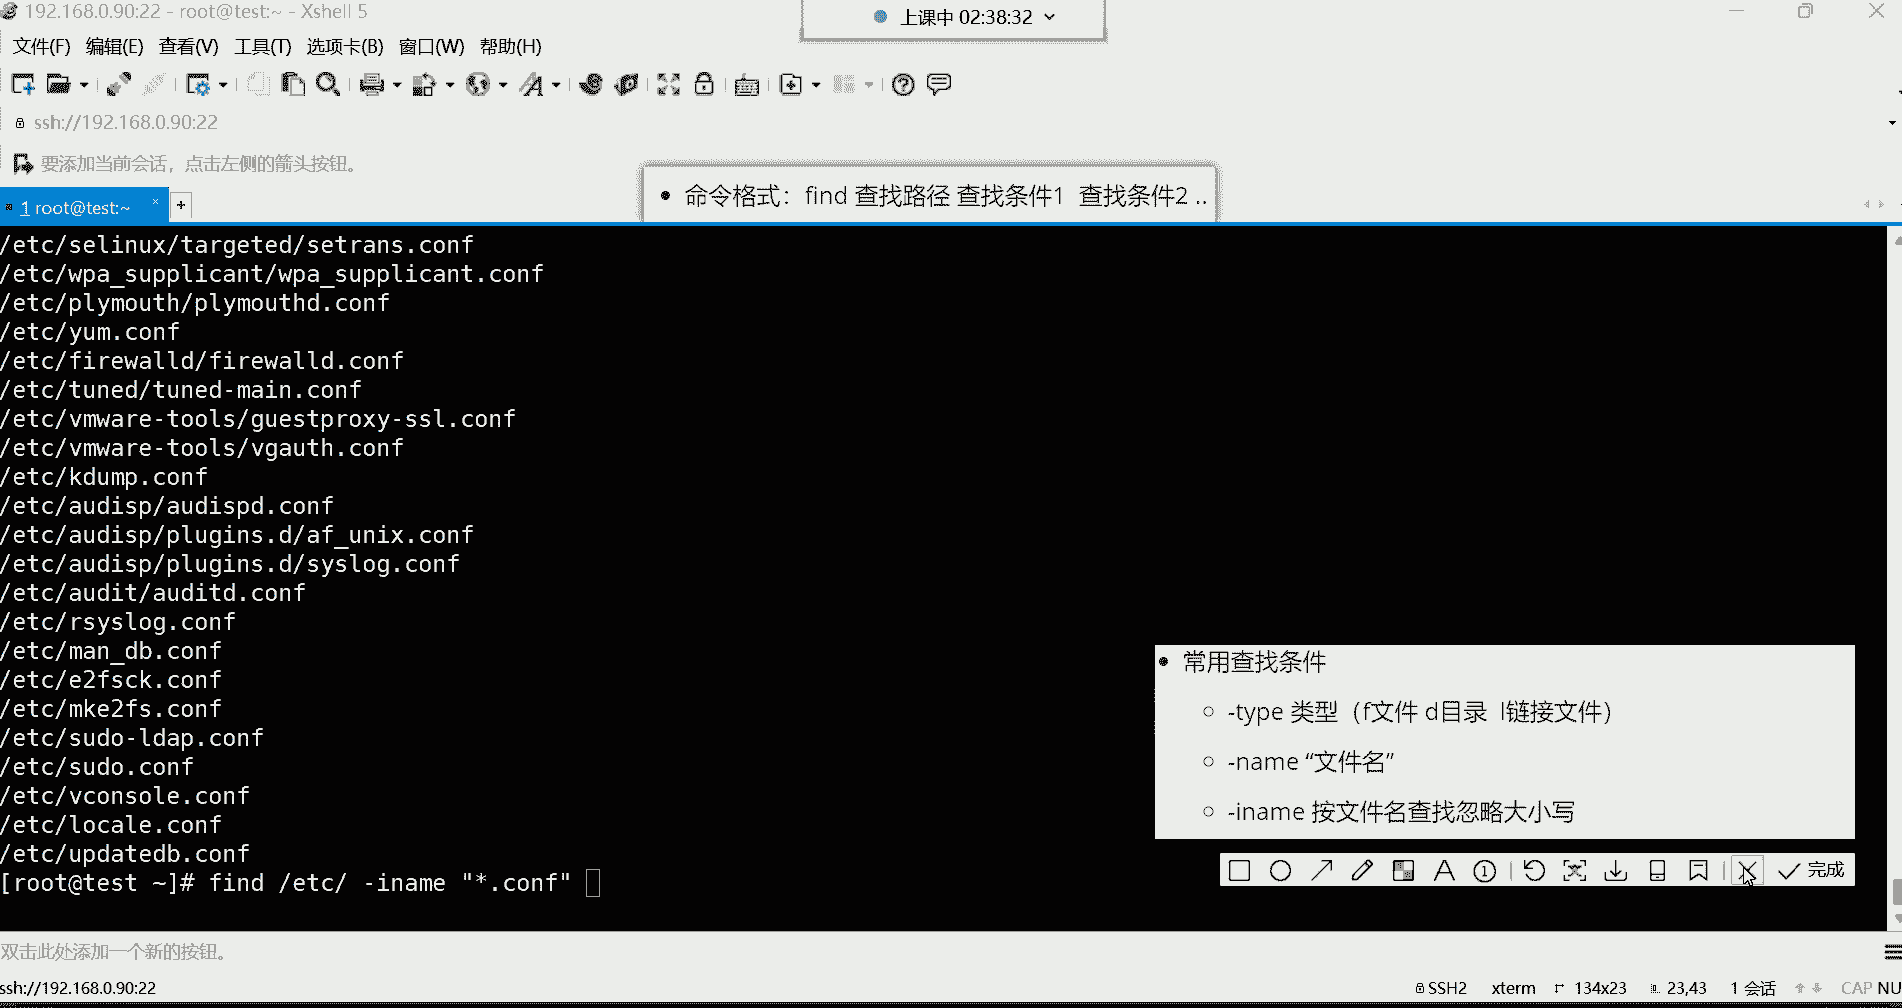 192.168.0.90:22 - root@test:~ - Xshell 5
上课中 02:38:32
文件(F) 编辑(E) 查看(V) 工具(T) 选项卡(B) 窗口(W) 帮助(H)
ssh://192.168.0.90:22
要添加当前会话，点击左侧的箭头按钮。
命令格式：find 查找路径 查找条件1 查找条件2 ..
1 root@test:~ × +
/etc/selinux/targeted/setrans.conf
/etc/wpa_supplicant/wpa_supplicant.conf
/etc/plymouth/plymouthd.conf
/etc/yum.conf
/etc/firewalld/firewalld.conf
/etc/tuned/tuned-main.conf
/etc/vmware-tools/guestproxy-ssl.conf
/etc/vmware-tools/vgauth.conf
/etc/kdump.conf
/etc/audisp/audispd.conf
/etc/audisp/plugins.d/af_unix.conf
/etc/audisp/plugins.d/syslog.conf
/etc/audit/auditd.conf
/etc/rsyslog.conf
/etc/man_db.conf
/etc/e2fsck.conf
/etc/mke2fs.conf
/etc/sudo-ldap.conf
/etc/sudo.conf
/etc/vconsole.conf
/etc/locale.conf
/etc/updatedb.conf
[root@test ~]# find /etc/ -iname "*.conf"
常用查找条件
-type 类型（f文件 d目录 l链接文件）
-name “文件名”
-iname 按文件名查找忽略大小写
完成
双击此处添加一个新的按钮。
ssh://192.168.0.90:22 SSH2 xterm 134x23 23,43 1 会话 CAP NU